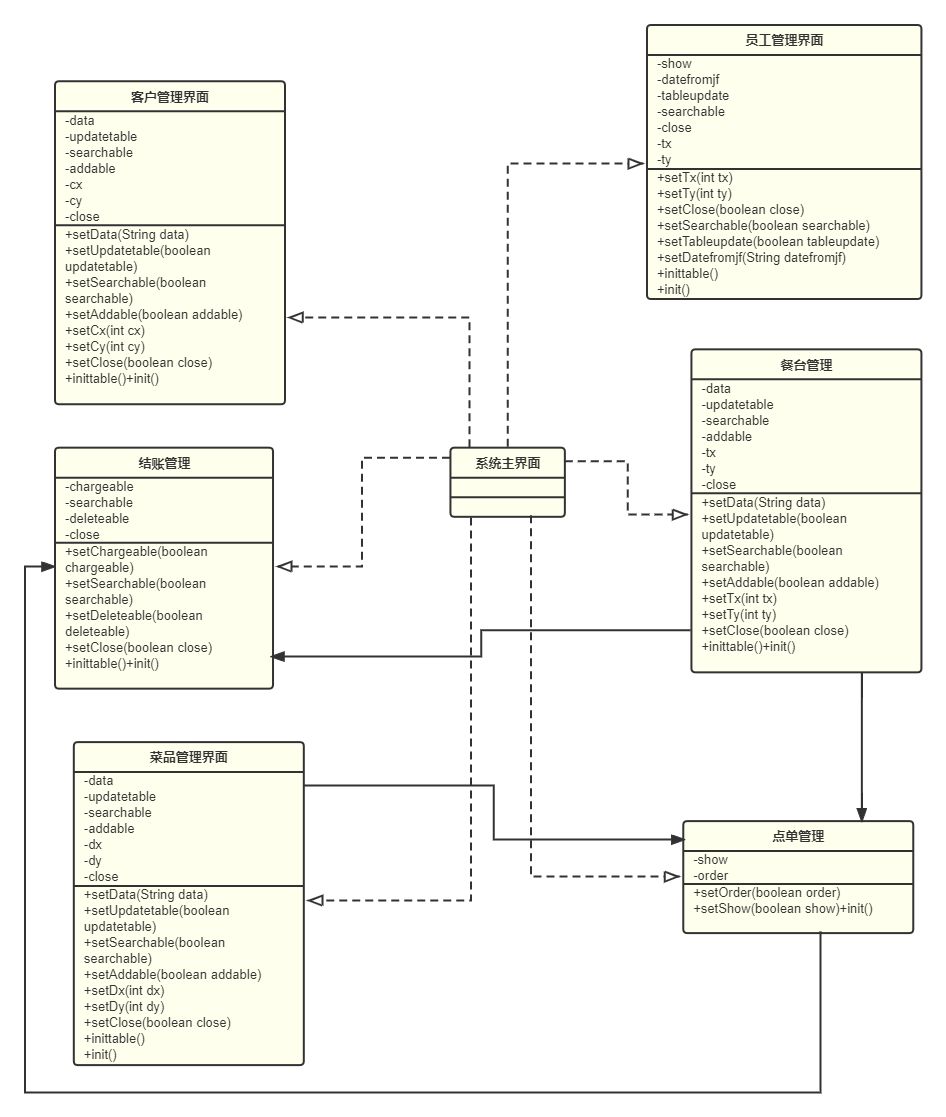 员工管理界面
-show
-datefromjf
-tableupdate
-searchable
-close
-tx
-ty
+setTx(int tx)
+setTy(int ty)
+setClose(boolean close)
+setSearchable(boolean searchable)
+setTableupdate(boolean tableupdate)
+setDatefromjf(String datefromjf)
+inittable()
+init()
客户管理界面
-data
-updatetable
-searchable
-addable
-cx
-cy
-close
+setData(String data)
+setUpdatetable(boolean
updatetable)
+setSearchable(boolean
searchable)
+setAddable(boolean addable)
+setCx(int cx)
+setCy(int cy)
+setClose(boolean close)
+inittable()+init()
餐台管理
-data
-updatetable
-searchable
-addable
-tx
-ty
-close
+setData(String data)
+setUpdatetable(boolean
updatetable)
+setSearchable(boolean
searchable)
+setAddable(boolean addable)
+setTx(int tx)
+setTy(int ty)
+setClose(boolean close)
+inittable()+init()
结账管理
-chargeable
-searchable
-deleteable
-close
+setChargeable(boolean
chargeable)
+setSearchable(boolean
searchable)
+setDeleteable(boolean
deleteable)
+setClose(boolean close)
+inittable()+init()
系统主界面
菜品管理界面
-data
-updatetable
-searchable
-addable
-dx
-dy
-close
+setData(String data)
+setUpdatetable(boolean
updatetable)
+setSearchable(boolean
searchable)
+setAddable(boolean addable)
+setDx(int dx)
+setDy(int dy)
+setClose(boolean close)
+inittable()
+init()
点单管理
-show
-order
+setOrder(boolean order)
+setShow(boolean show)+init()